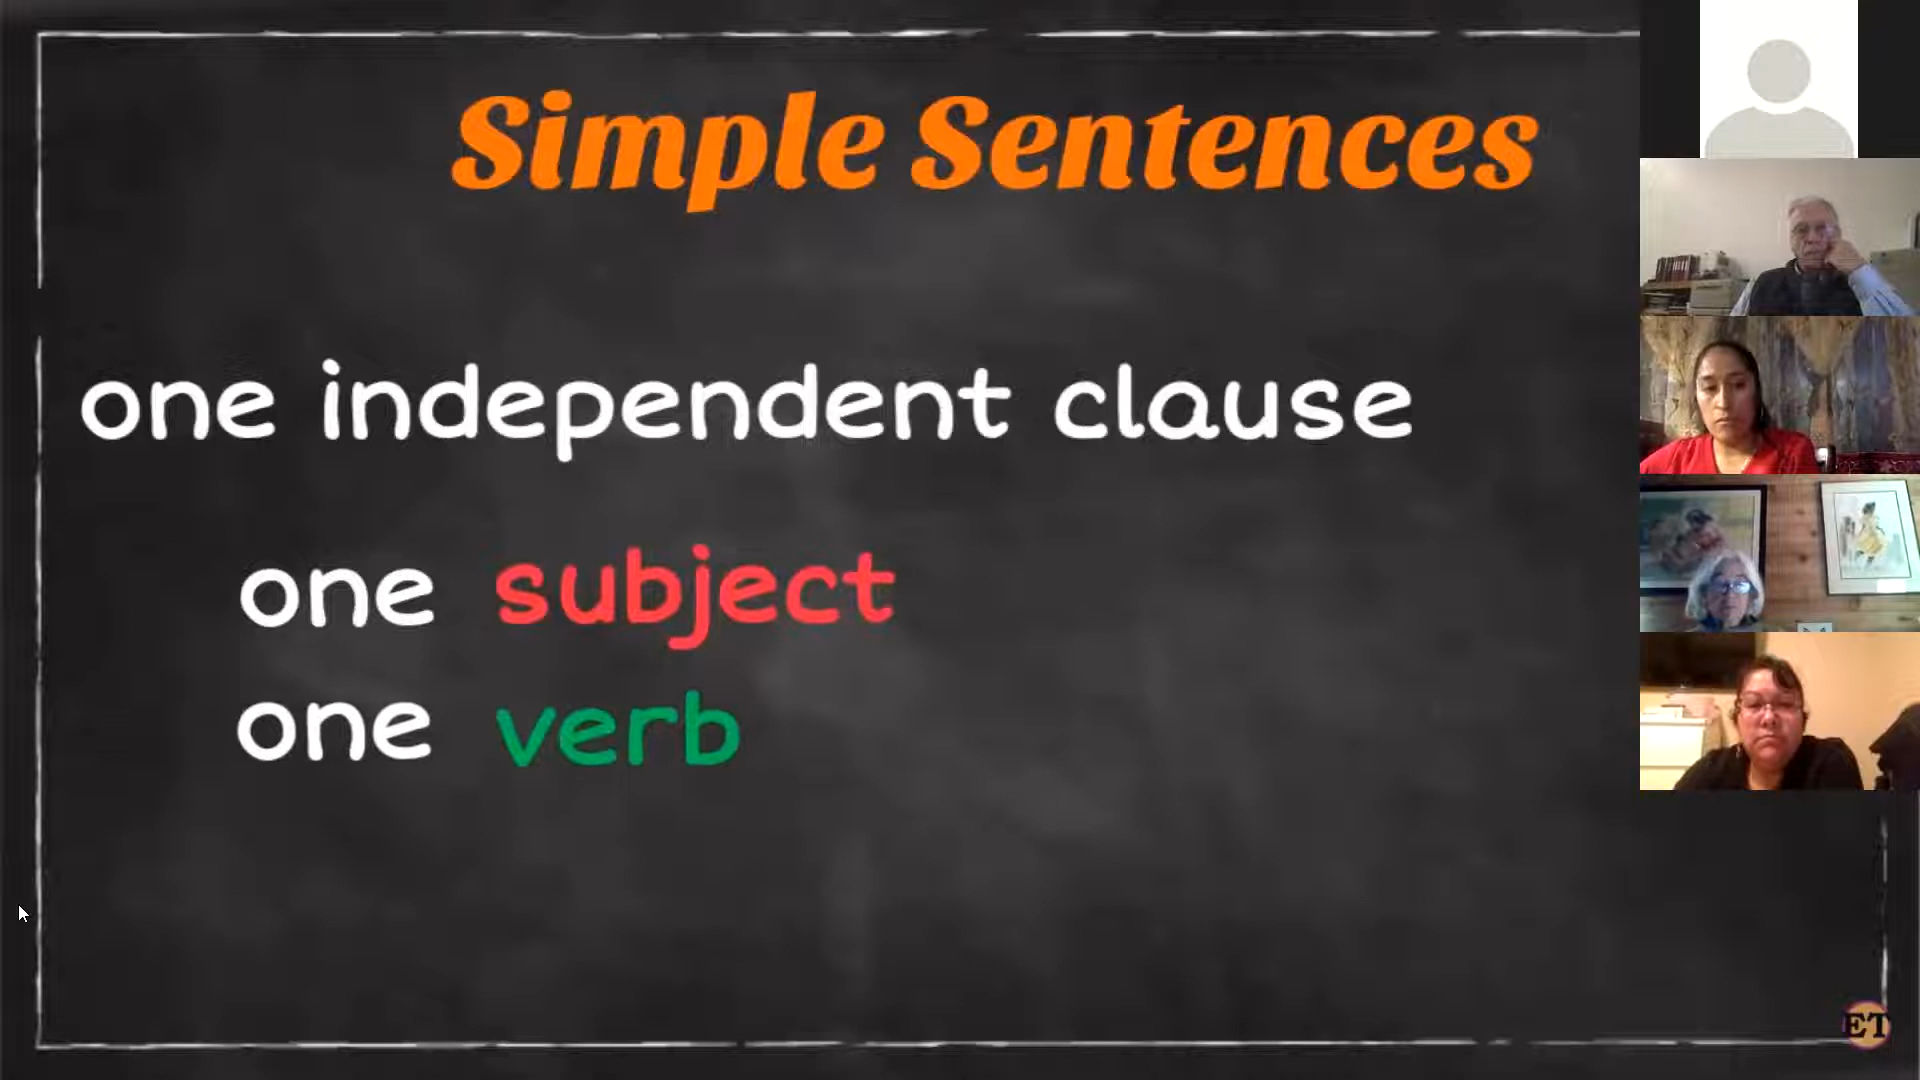 Simple Sentences
one independent clause
one subject
one verb
ET